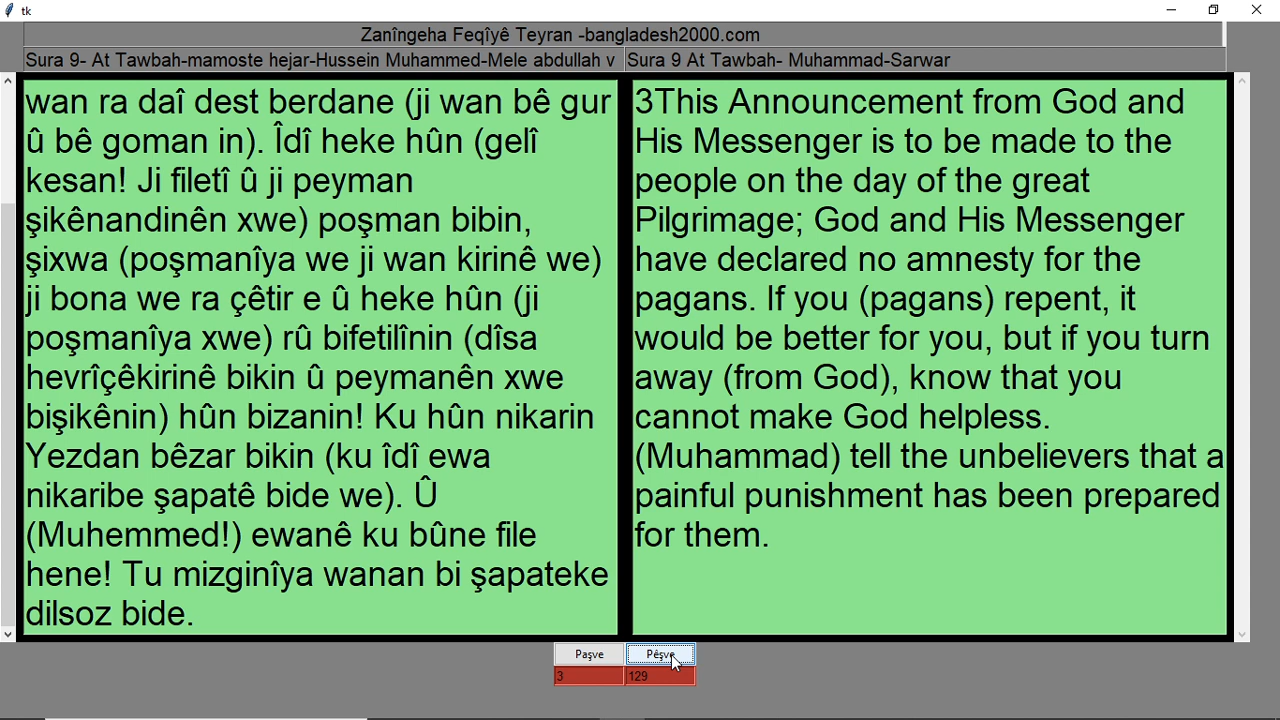 tk
Zanîngeha Feqîyê Teyran -bangladesh2000.com
Sura 9- At Tawbah-mamoste hejar-Hussein Muhammed-Mele abdullah v
Sura 9 At Tawbah- Muhammad-Sarwar
wan ra daî dest berdane (ji wan bê gur
û bê goman in). Îdî heke hûn (gelî
kesan! Ji filetî û ji peyman
şikênandinên xwe) poşman bibin,
şixwa (poşmanîya we ji wan kirinê we)
ji bona we ra çêtir e û heke hûn (ji
poşmanîya xwe) rû bifetilînin (dîsa
hevrîçêkirinê bikin û peymanên xwe
bişikênin) hûn bizanin! Ku hûn nikarin
Yezdan bêzar bikin (ku îdî ewa
nikaribe şapatê bide we). Û
(Muhemmed!) ewanê ku bûne file
hene! Tu mizginîya wanan bi şapateke
dilsoz bide.
3This Announcement from God and
His Messenger is to be made to the
people on the day of the great
Pilgrimage; God and His Messenger
have declared no amnesty for the
pagans. If you (pagans) repent, it
would be better for you, but if you turn
away (from God), know that you
cannot make God helpless.
(Muhammad) tell the unbelievers that a
painful punishment has been prepared
for them.
Paşve
Pêşve
3
129